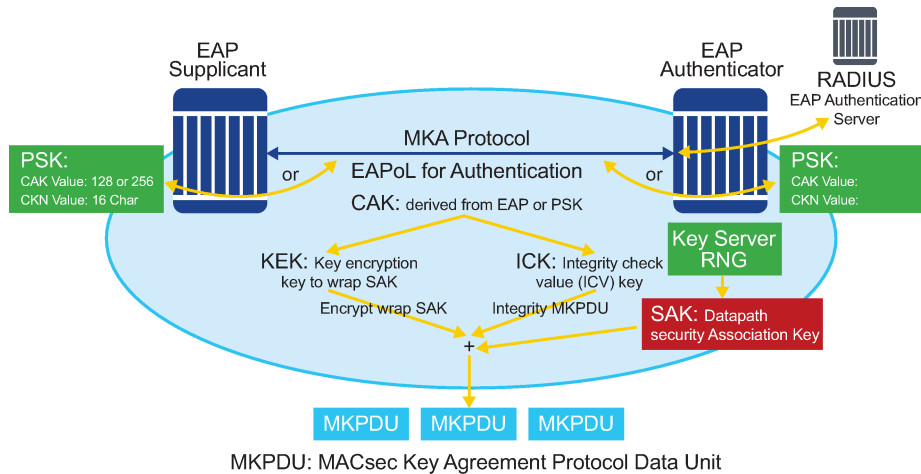 EAP
Supplicant
EAP
Authenticator
RADIUS
EAP Authentication
Server
MKA Protocol
PSK:
CAK Value: 128 or 256
CKN Value: 16 Char
or
EAPoL for Authentication
or
PSK:
CAK Value:
CKN Value:
CAK: derived from EAP or PSK
KEK: Key encryption
key to wrap SAK
ICK: Integrity check
value (ICV) key
Key Server
RNG
Encrypt wrap SAK
Integrity MKPDU
SAK: Datapath
security Association Key
+
MKPDU
MKPDU
MKPDU
MKPDU: MACsec Key Agreement Protocol Data Unit